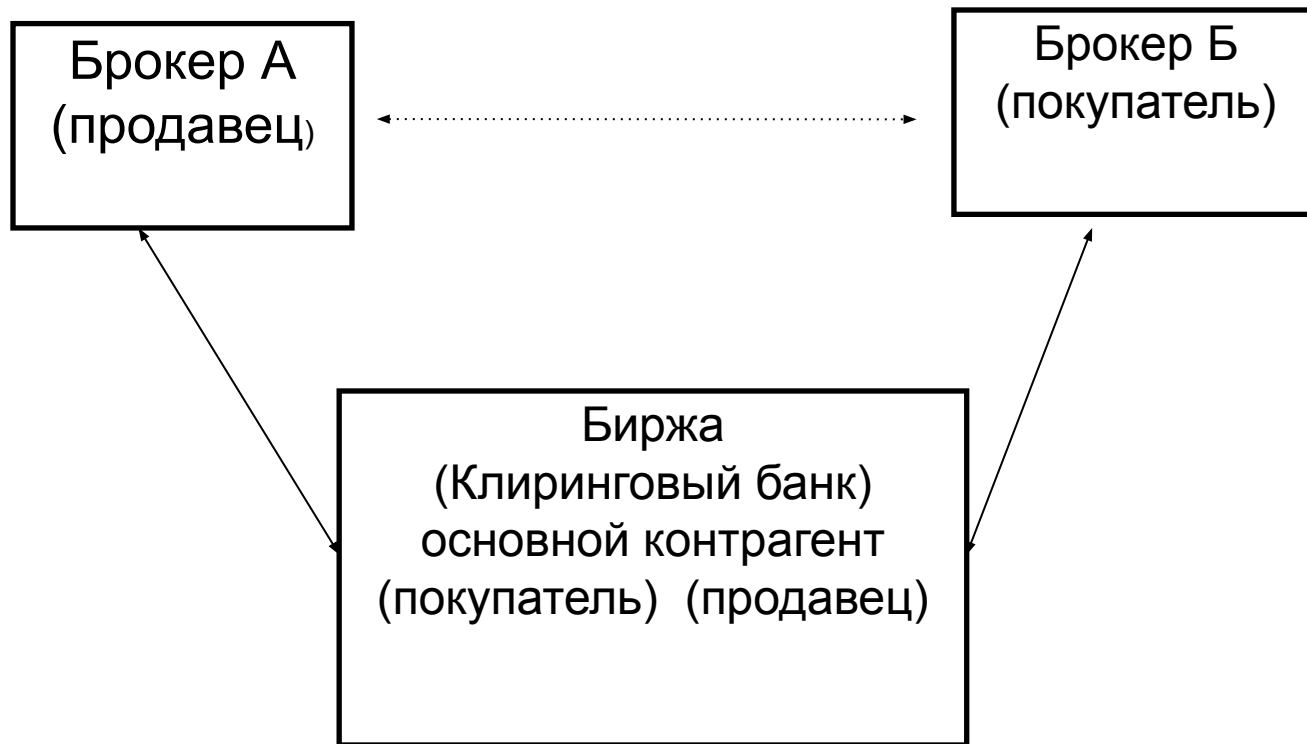 Брокер А
(продавец)
Брокер Б
(покупатель)
Биржа
(Клиринговый банк)
основной контрагент
(покупатель) (продавец)